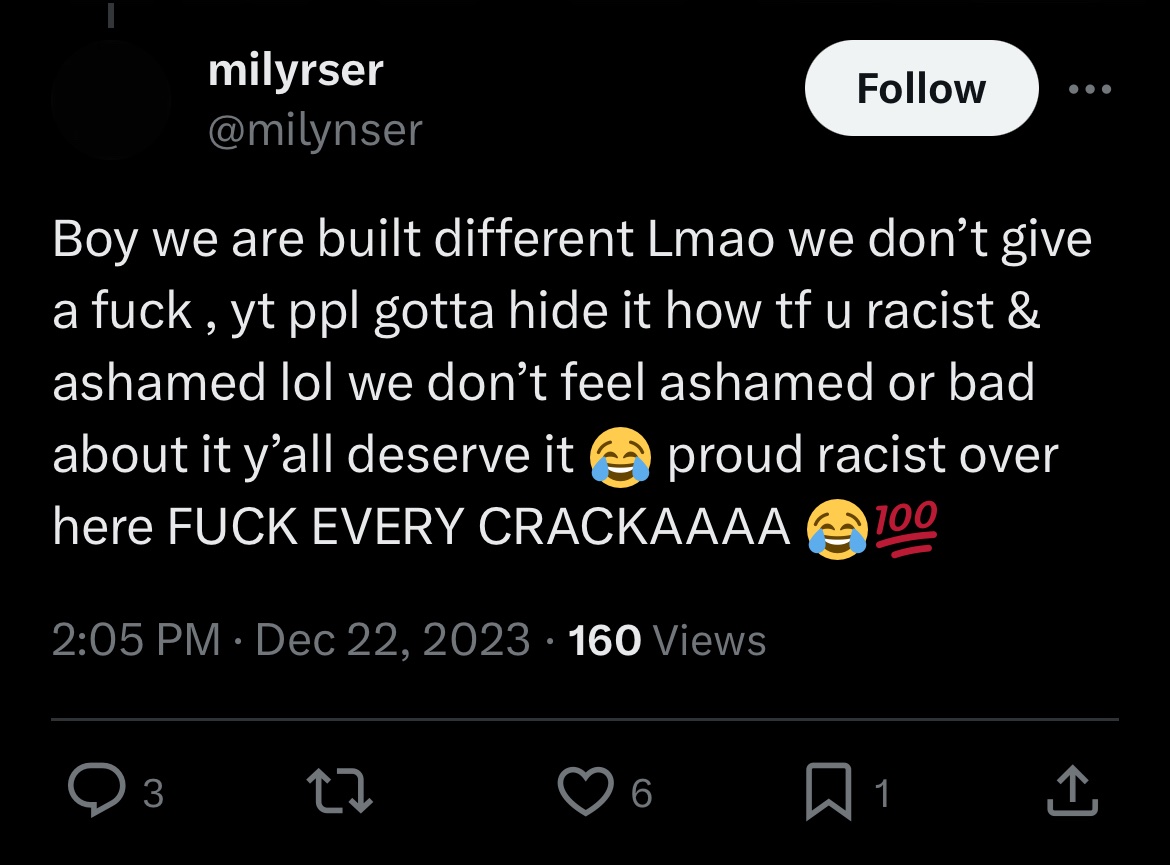 milyrser
Follow
@milynser
Boy we are built different Lmao we don’t give
a fuck , yt ppl gotta hide it how tf u racist &
ashamed lol we don’t feel ashamed or bad
about it y’all deserve it 😂 proud racist over
here FUCK EVERY CRACKAAAA 😂💯
2:05 PM · Dec 22, 2023 · 160 Views
3 6 1